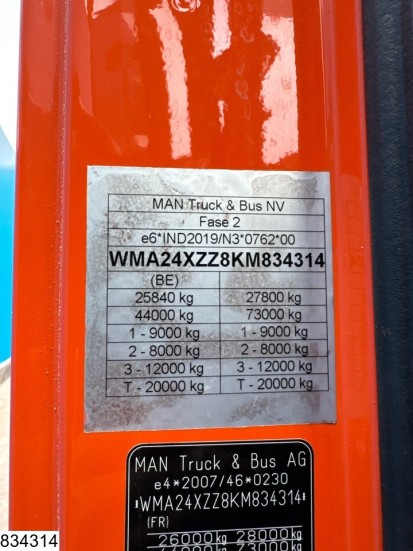 MAN Truck & Bus NV
Fase 2
e6*IND2019/N3*0762*00
WMA24XZZ8KM834314
(BE)
25840 kg 27800 kg
44000 kg 73000 kg
1 - 9000 kg 1 - 9000 kg
2 - 8000 kg 2 - 8000 kg
3 - 12000 kg 3 - 12000 kg
T - 20000 kg T - 20000 kg
MAN Truck & Bus AG
e4*2007/46*0230
*WMA24XZZ8KM834314*
(FR)
26000kg 28000kg
44000kg 73000kg
834314